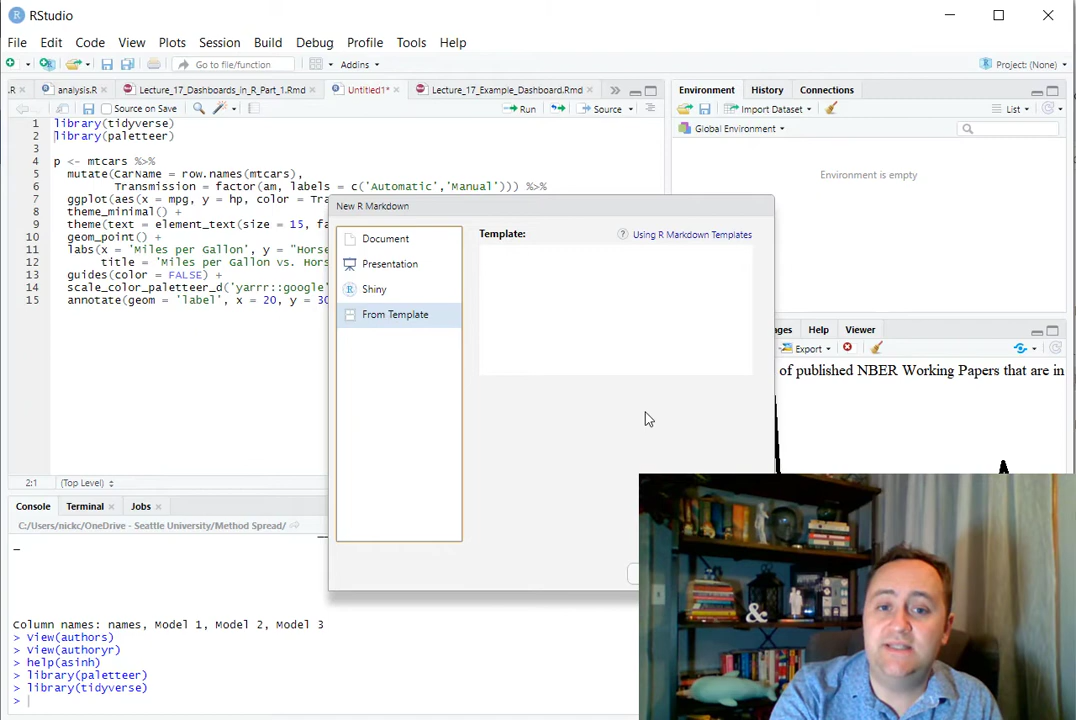 RStudio
File Edit Code View Plots Session Build Debug Profile Tools Help
Go to file/function Addins Project: (None)
.R analysis.R Lecture_17_Dashboards_in_R_Part_1.Rmd Untitled1* Lecture_17_Example_Dashboard.Rmd
Source on Save Run Source
1 library(tidyverse)
2 library(paletteer)
3
4 p <- mtcars %>%
5 mutate(CarName = row.names(mtcars),
6 Transmission = factor(am, labels = c('Automatic','Manual'))) %>%
7 ggplot(aes(x = mpg, y = hp, color = Tra
8 theme_minimal() +
9 theme(text = element_text(size = 15, fa
10 geom_point() +
11 labs(x = 'Miles per Gallon', y = "Horse
12 title = 'Miles per Gallon vs. Hors
13 guides(color = FALSE) +
14 scale_color_paletteer_d('yarrr::google'
15 annotate(geom = 'label', x = 20, y = 30
2:1 (Top Level)
New R Markdown
Document
Presentation
Shiny
From Template
Template: Using R Markdown Templates
Console Terminal Jobs
C:/Users/nickc/OneDrive - Seattle University/Method Spread/
Column names: names, Model 1, Model 2, Model 3
> View(authors)
> view(authoryr)
> help(asinh)
> library(paletteer)
> library(tidyverse)
>
Environment History Connections
Import Dataset List
Global Environment
Environment is empty
ages Help Viewer
Export
of published NBER Working Papers that are in
&